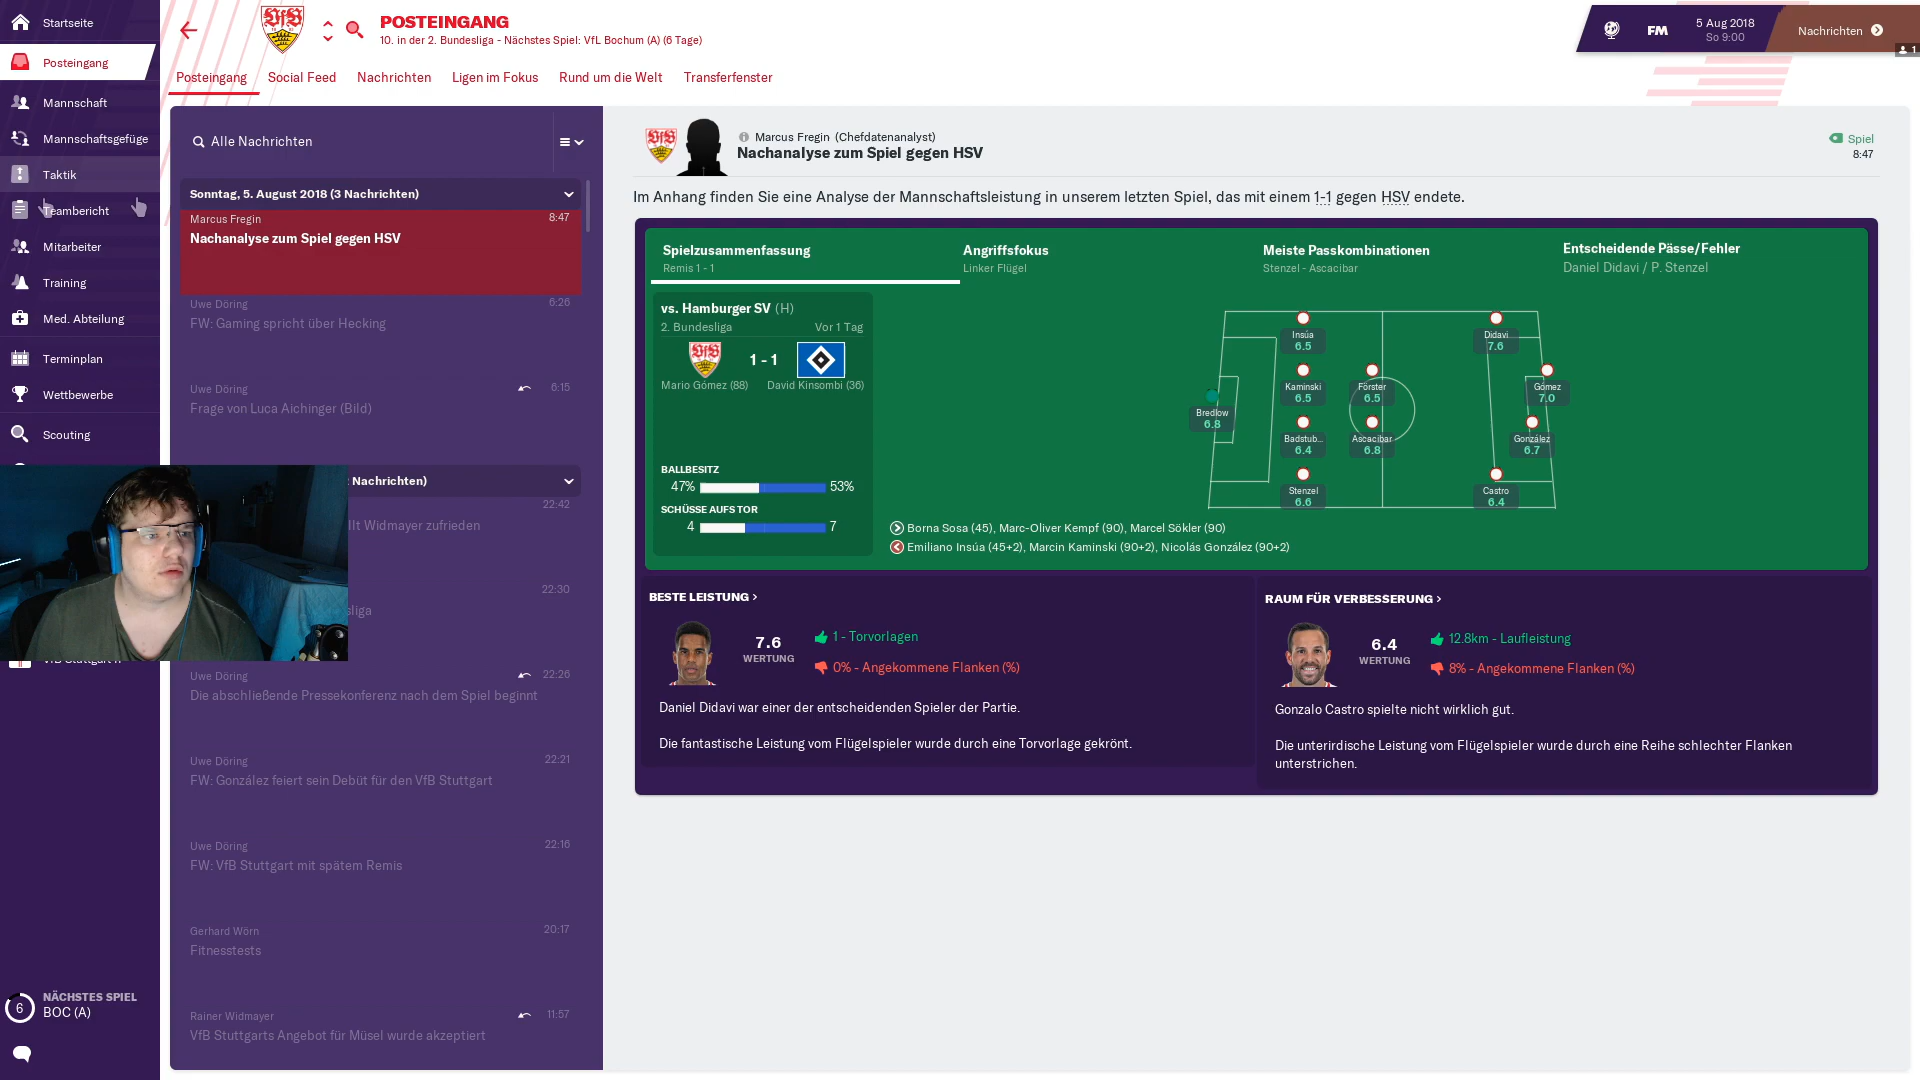 Startseite
Posteingang
Mannschaft
Mannschaftsgefüge
Taktik
Teambericht
Mitarbeiter
Training
Med. Abteilung
Terminplan
Wettbewerbe
Scouting
NÄCHSTES SPIEL
6
BOC (A)
POSTEINGANG
10. in der 2. Bundesliga - Nächstes Spiel: VfL Bochum (A) (6 Tage)
FM
5 Aug 2018
So 9:00
Nachrichten
1
Posteingang
Social Feed
Nachrichten
Ligen im Fokus
Rund um die Welt
Transferfenster
Alle Nachrichten
Sonntag, 5. August 2018 (3 Nachrichten)
Marcus Fregin
8:47
Nachanalyse zum Spiel gegen HSV
Uwe Döring
6:26
FW: Gaming spricht über Hecking
Uwe Döring
6:15
Frage von Luca Aichinger (Bild)
Nachrichten)
22:42
Widmayer zufrieden
22:30
Uwe Döring
22:26
Die abschließende Pressekonferenz nach dem Spiel beginnt
Uwe Döring
22:21
FW: González feiert sein Debüt für den VfB Stuttgart
Uwe Döring
22:16
FW: VfB Stuttgart mit spätem Remis
Gerhard Wörn
20:17
Fitnesstests
Rainer Widmayer
11:57
VfB Stuttgarts Angebot für Müsel wurde akzeptiert
Marcus Fregin (Chefdatenanalyst)
Nachanalyse zum Spiel gegen HSV
Spiel
8:47
Im Anhang finden Sie eine Analyse der Mannschaftsleistung in unserem letzten Spiel, das mit einem 1-1 gegen HSV endete.
Spielzusammenfassung
Remis 1 - 1
Angriffsfokus
Linker Flügel
Meiste Passkombinationen
Stenzel - Ascacibar
Entscheidende Pässe/Fehler
Daniel Didavi / P. Stenzel
vs. Hamburger SV (H)
2. Bundesliga
Vor 1 Tag
1 - 1
Mario Gómez (88)
David Kinsombi (36)
BALLBESITZ
47%
53%
SCHÜSSE AUFS TOR
4
7
Insúa
6.5
Didavi
7.6
Kaminski
6.5
Förster
6.5
Gómez
7.0
Bredlow
6.8
Badstub...
6.4
Ascacibar
6.8
González
6.7
Stenzel
6.6
Castro
6.4
Borna Sosa (45), Marc-Oliver Kempf (90), Marcel Sökler (90)
Emiliano Insúa (45+2), Marcin Kaminski (90+2), Nicolás González (90+2)
BESTE LEISTUNG >
7.6
WERTUNG
1 - Torvorlagen
0% - Angekommene Flanken (%)
Daniel Didavi war einer der entscheidenden Spieler der Partie.
Die fantastische Leistung vom Flügelspieler wurde durch eine Torvorlage gekrönt.
RAUM FÜR VERBESSERUNG >
6.4
WERTUNG
12.8km - Laufleistung
8% - Angekommene Flanken (%)
Gonzalo Castro spielte nicht wirklich gut.
Die unterirdische Leistung vom Flügelspieler wurde durch eine Reihe schlechter Flanken
unterstrichen.